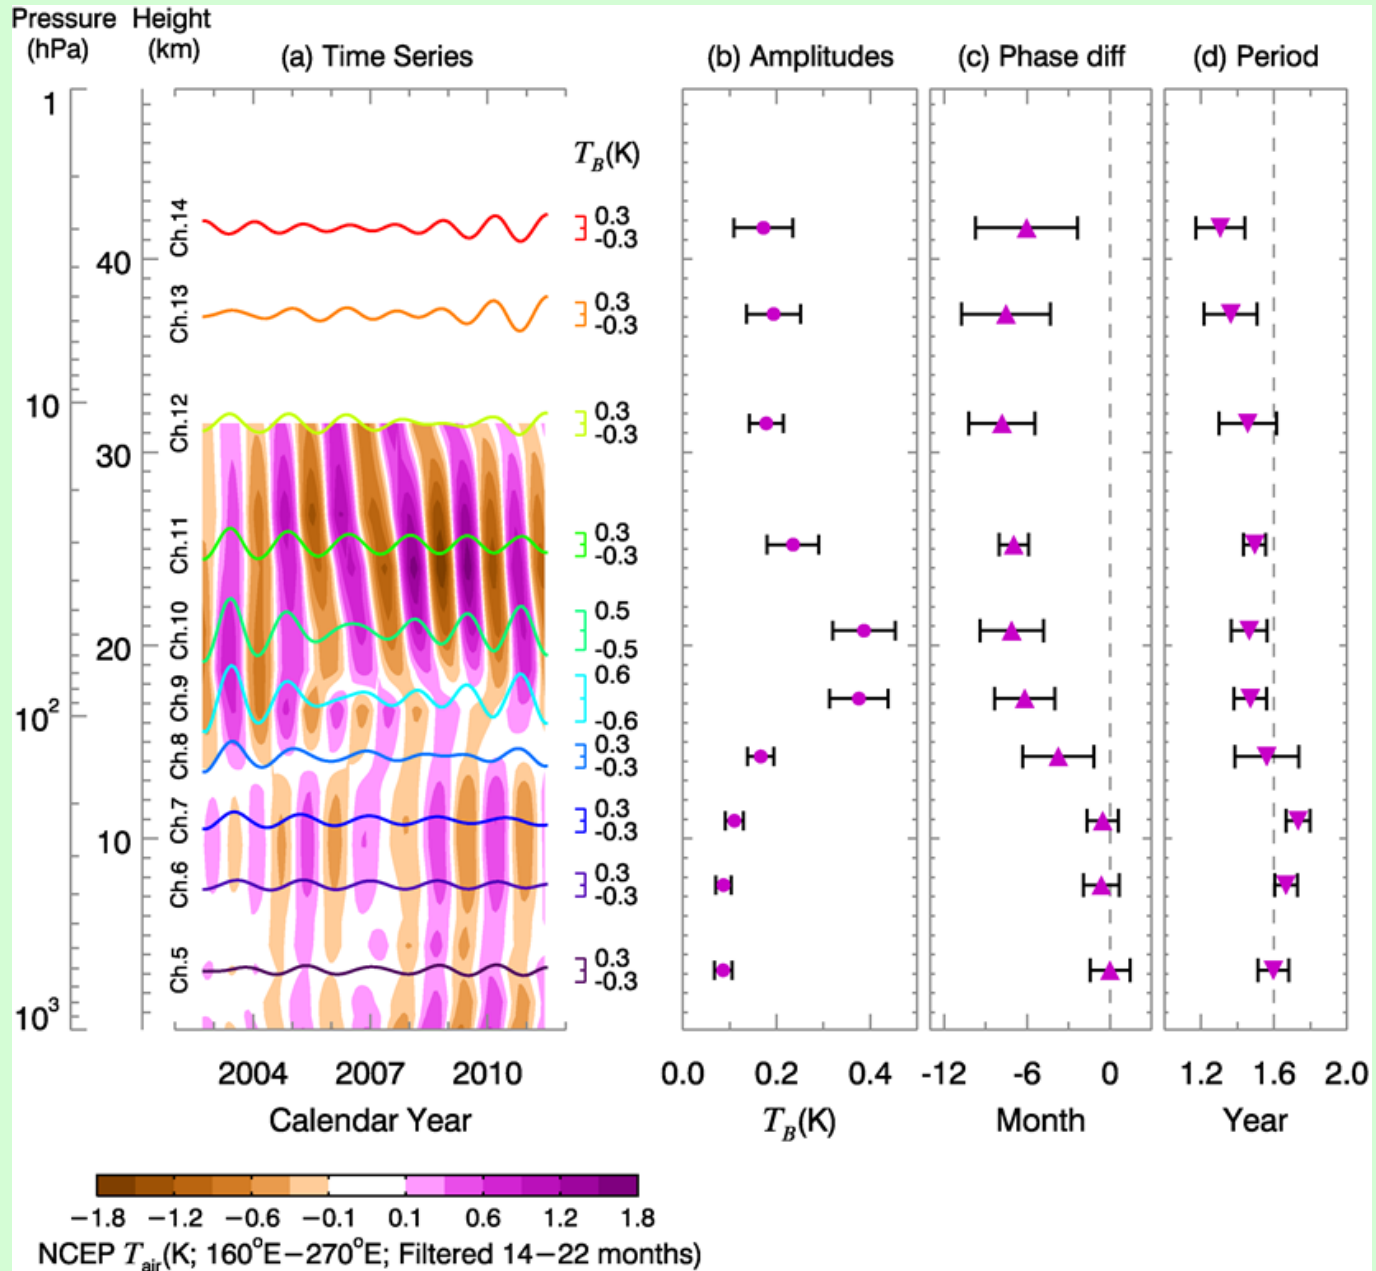 Pressure Height
(hPa) (km) (a) Time Series (b) Amplitudes (c) Phase diff (d) Period
1
T_B(K)
Ch.14 0.3
-0.3
40
Ch.13 0.3
-0.3
10
Ch.12 0.3
-0.3
30
Ch.11 0.3
-0.3
Ch.10 0.5
-0.5
20
Ch.9 0.6
-0.6
10²
Ch.8 0.3
-0.3
Ch.7 0.3
-0.3
10
Ch.6 0.3
-0.3
Ch.5 0.3
-0.3
10³
2004 2007 2010 0.0 0.2 0.4 -12 -6 0 1.2 1.6 2.0
Calendar Year T_B(K) Month Year
−1.8 −1.2 −0.6 −0.1 0.1 0.6 1.2 1.8
NCEP T_air(K; 160°E−270°E; Filtered 14−22 months)